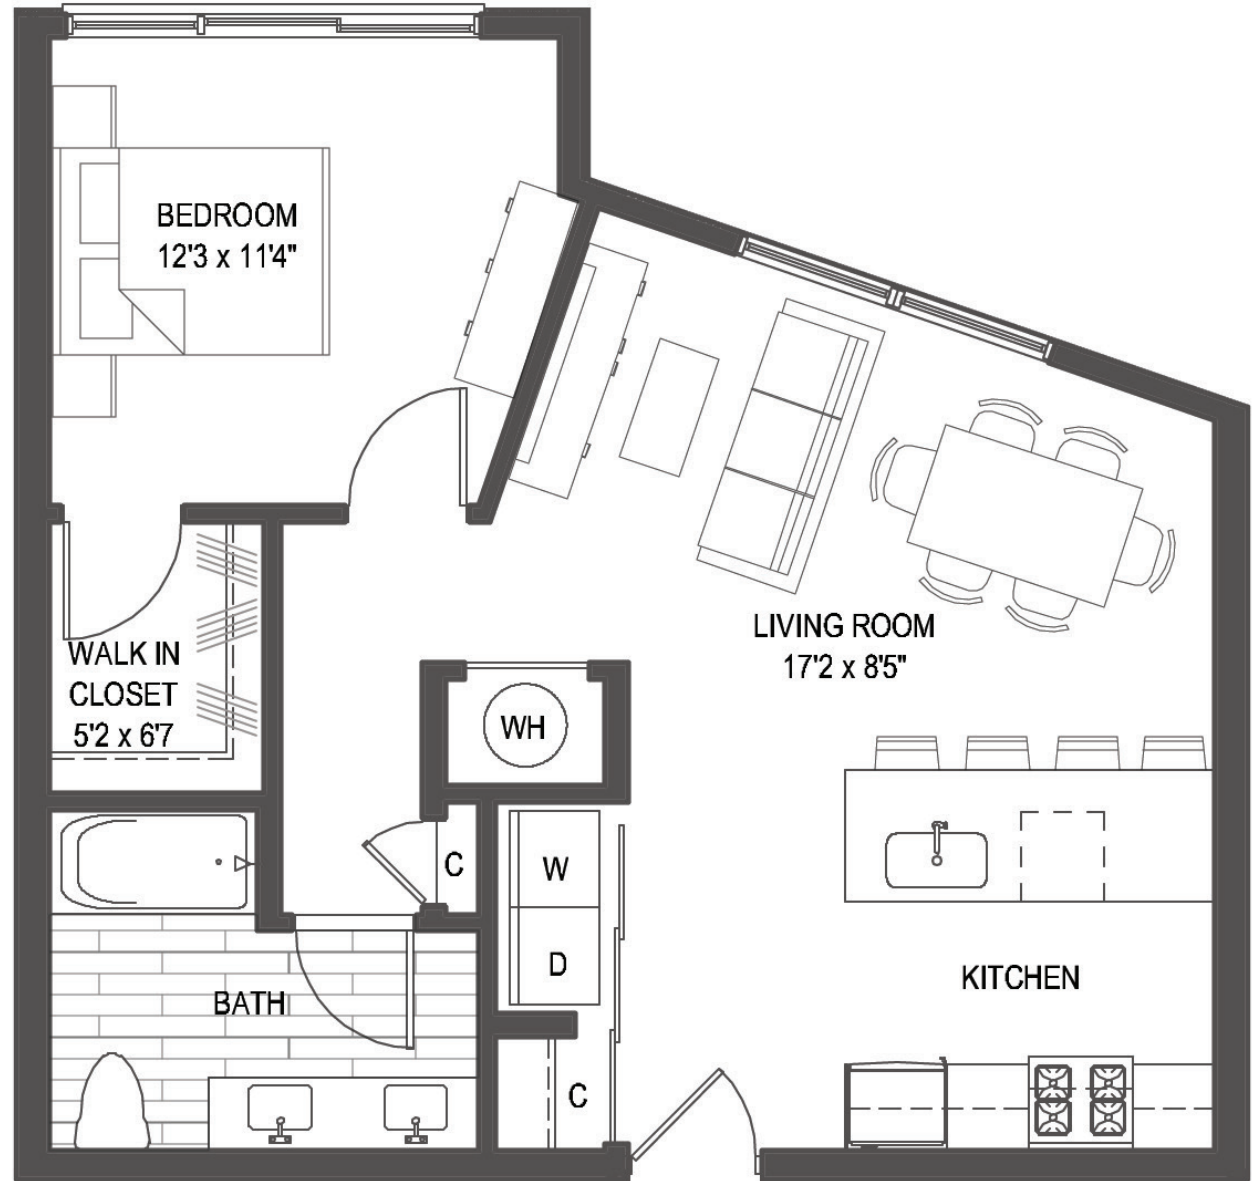 BEDROOM
12'3 x 11'4"
LIVING ROOM
17'2 x 8'5"
WALK IN
CLOSET
5'2 x 6'7
WH
C
W
D
KITCHEN
BATH
C